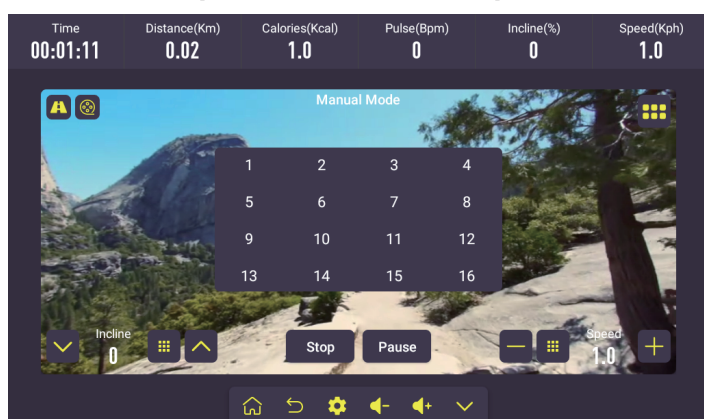 Time Distance(Km) Calories(Kcal) Pulse(Bpm) Incline(%) Speed(Kph)
00:01:11 0.02 1.0 0 0 1.0
Manual Mode
1 2 3 4
5 6 7 8
9 10 11 12
13 14 15 16
Incline Speed
0 Stop Pause 1.0